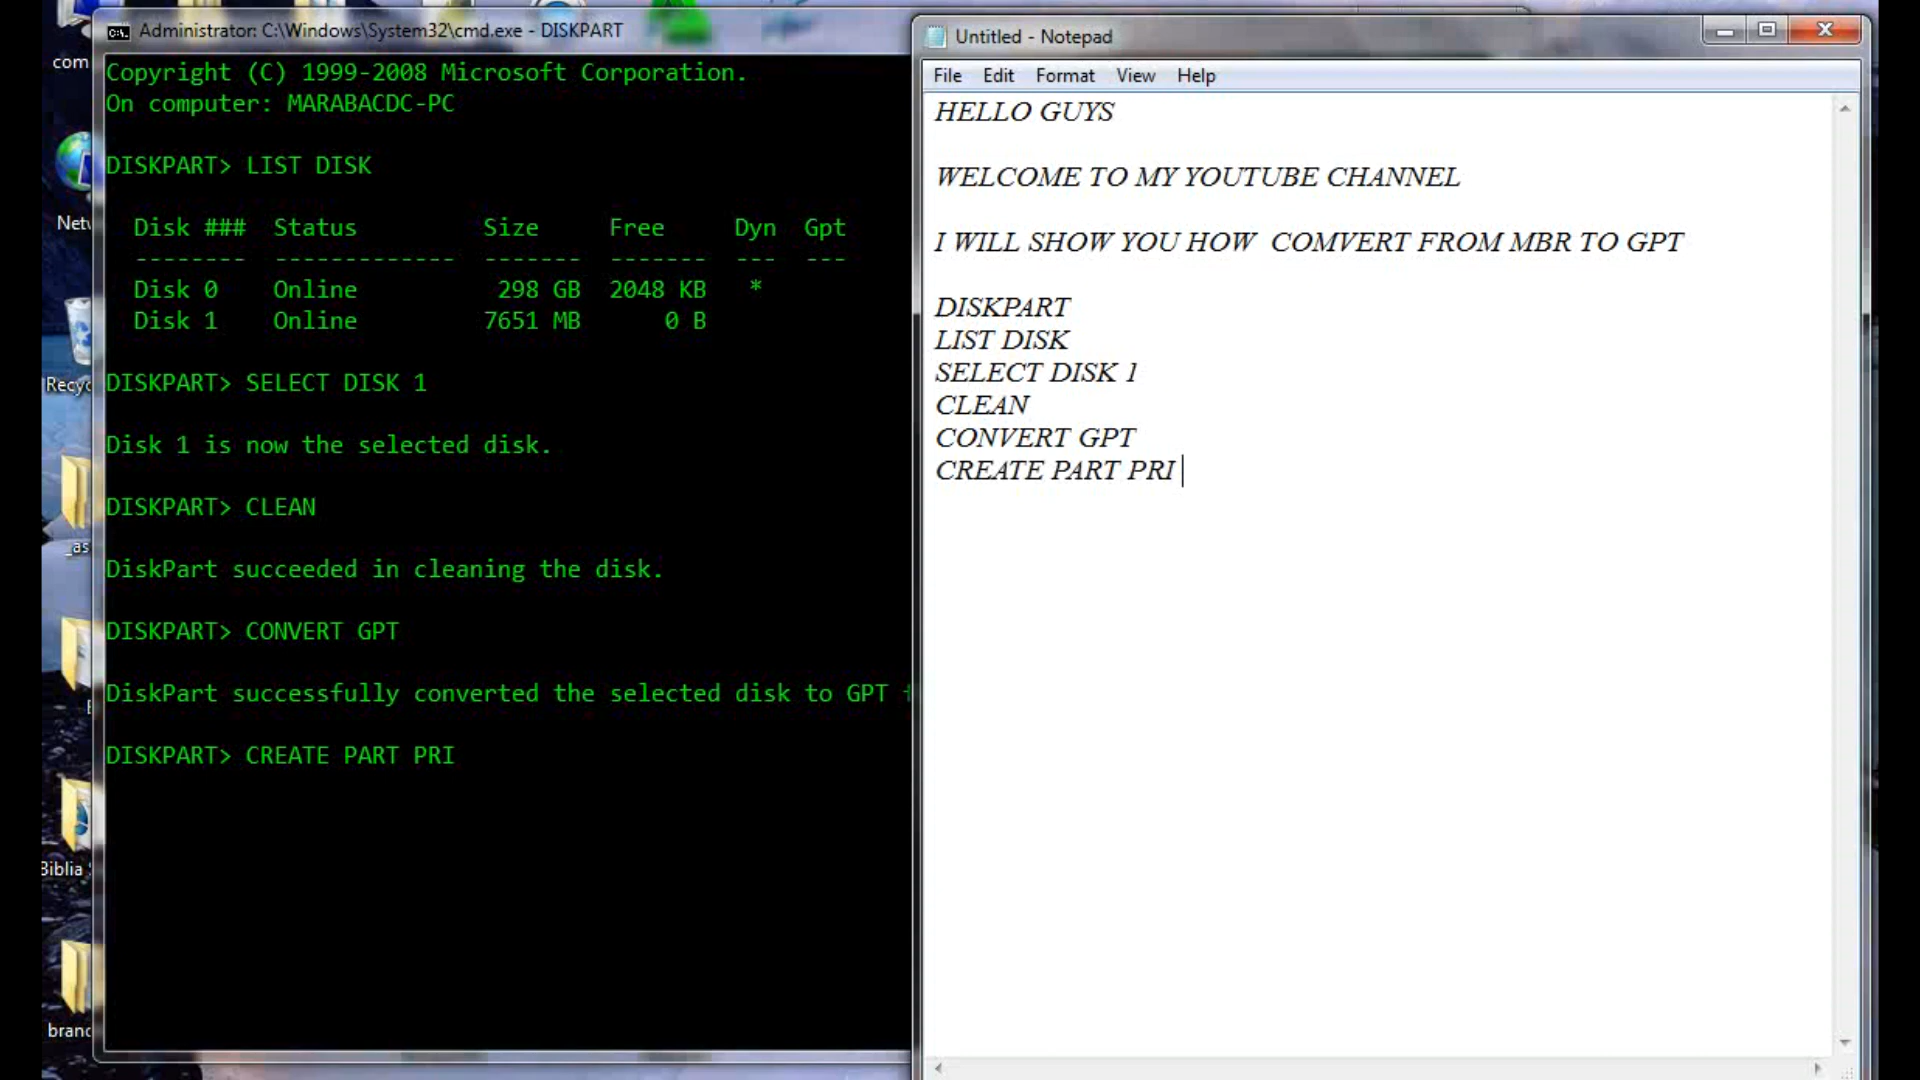 Administrator: C:\Windows\System32\cmd.exe - DISKPART
Copyright (C) 1999-2008 Microsoft Corporation.
On computer: MARABACDC-PC
DISKPART> LIST DISK
Disk ### Status Size Free Dyn Gpt
-------- ------------- ------- ------- --- ---
Disk 0 Online 298 GB 2048 KB *
Disk 1 Online 7651 MB 0 B
DISKPART> SELECT DISK 1
Disk 1 is now the selected disk.
DISKPART> CLEAN
DiskPart succeeded in cleaning the disk.
DISKPART> CONVERT GPT
DiskPart successfully converted the selected disk to GPT
DISKPART> CREATE PART PRI
Untitled - Notepad
File Edit Format View Help
HELLO GUYS
WELCOME TO MY YOUTUBE CHANNEL
I WILL SHOW YOU HOW COMVERT FROM MBR TO GPT
DISKPART
LIST DISK
SELECT DISK 1
CLEAN
CONVERT GPT
CREATE PART PRI
com
Netw
Recyc
_as
Biblia
branc